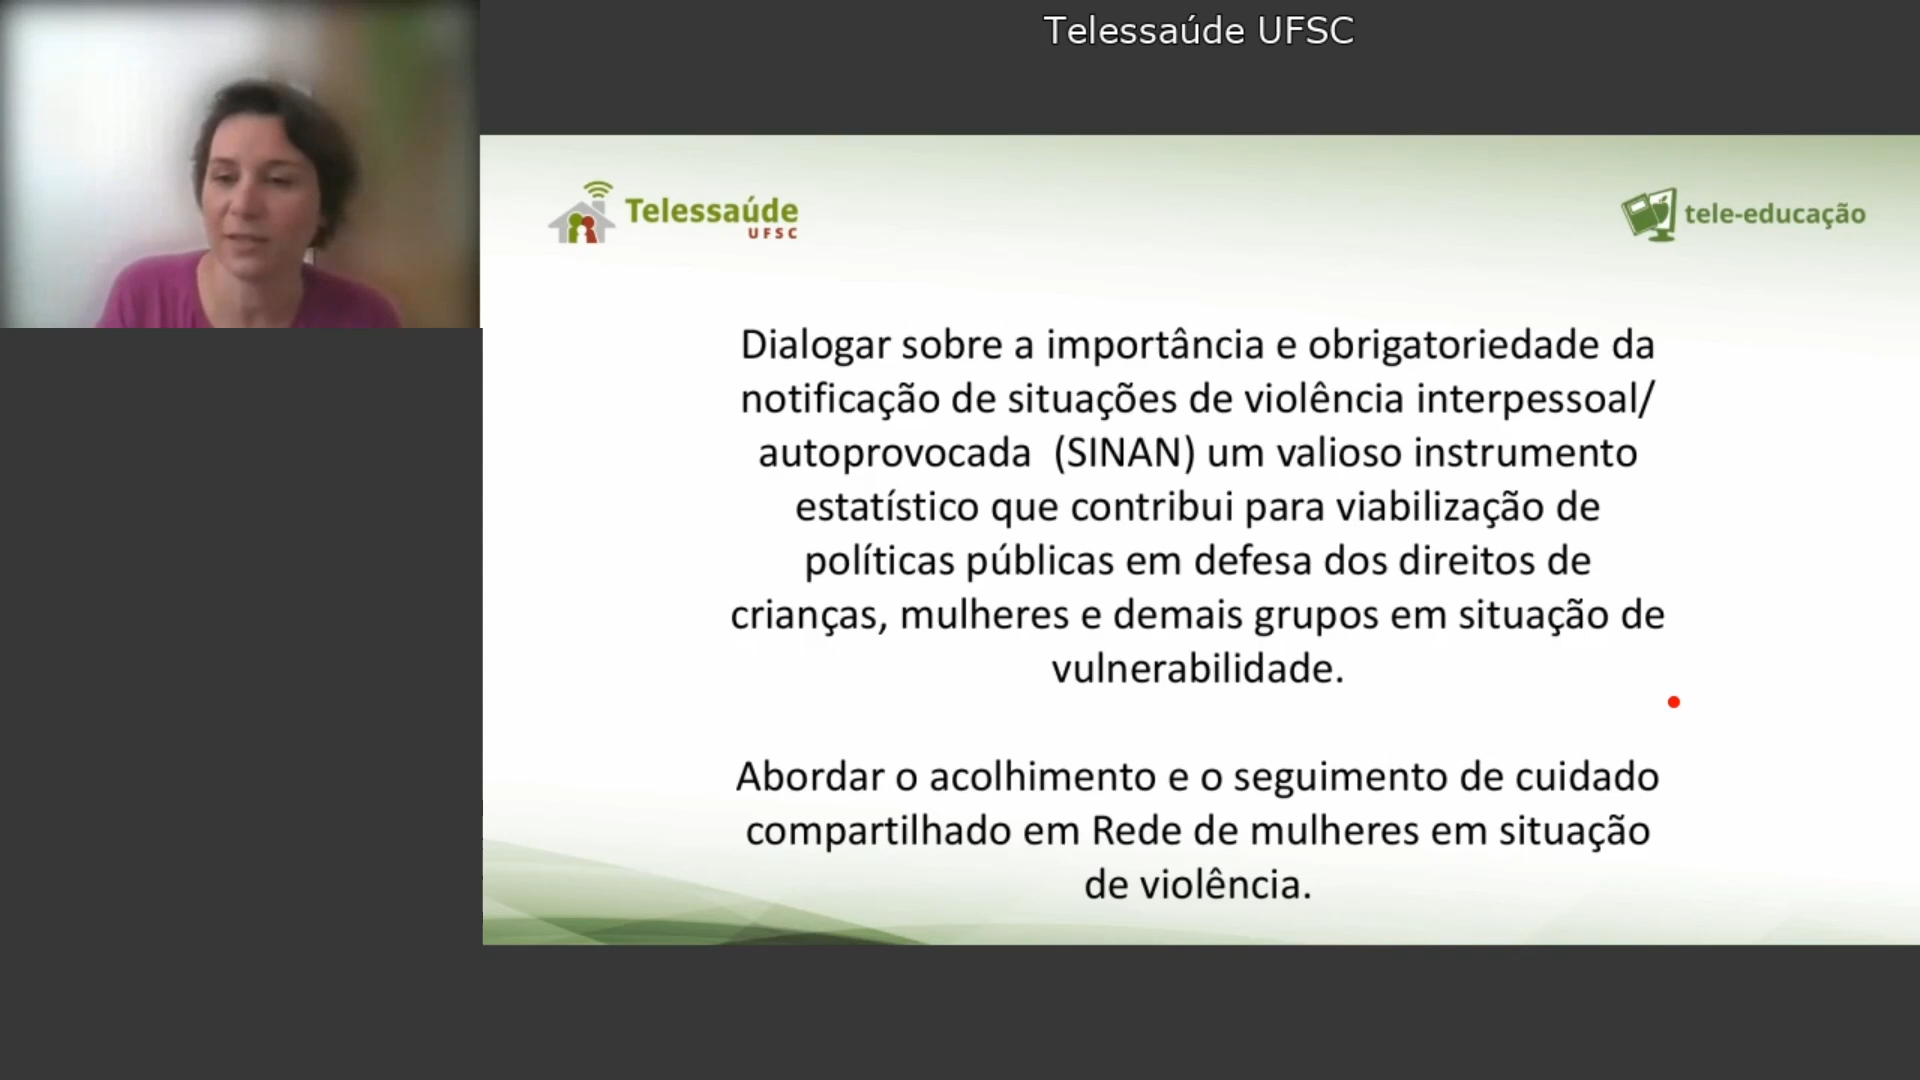 Telessaúde UFSC
Telessaúde
UFSC
tele-educação
Dialogar sobre a importância e obrigatoriedade da
notificação de situações de violência interpessoal/
autoprovocada  (SINAN) um valioso instrumento
estatístico que contribui para viabilização de
políticas públicas em defesa dos direitos de
crianças, mulheres e demais grupos em situação de
vulnerabilidade.
Abordar o acolhimento e o seguimento de cuidado
compartilhado em Rede de mulheres em situação
de violência.